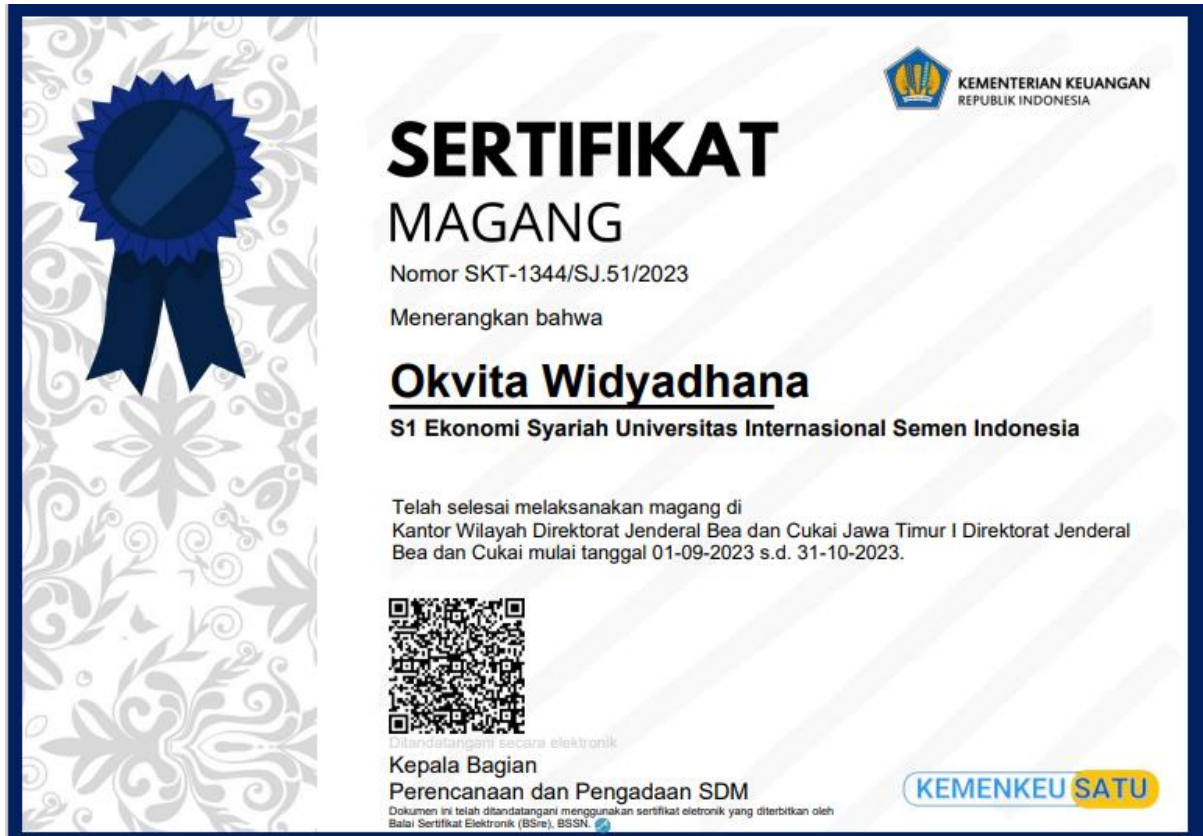 KEMENTERIAN KEUANGAN
REPUBLIK INDONESIA
SERTIFIKAT
MAGANG
Nomor SKT-1344/SJ.51/2023
Menerangkan bahwa
Okvita Widyadhana
S1 Ekonomi Syariah Universitas Internasional Semen Indonesia
Telah selesai melaksanakan magang di
Kantor Wilayah Direktorat Jenderal Bea dan Cukai Jawa Timur I Direktorat Jenderal
Bea dan Cukai mulai tanggal 01-09-2023 s.d. 31-10-2023.
Ditandatangani secara elektronik
Kepala Bagian
Perencanaan dan Pengadaan SDM
Dokumen ini telah ditandatangani menggunakan sertifikat eletronik yang diterbitkan oleh
Balai Sertifikat Elektronik (BSre), BSSN.
KEMENKEU SATU